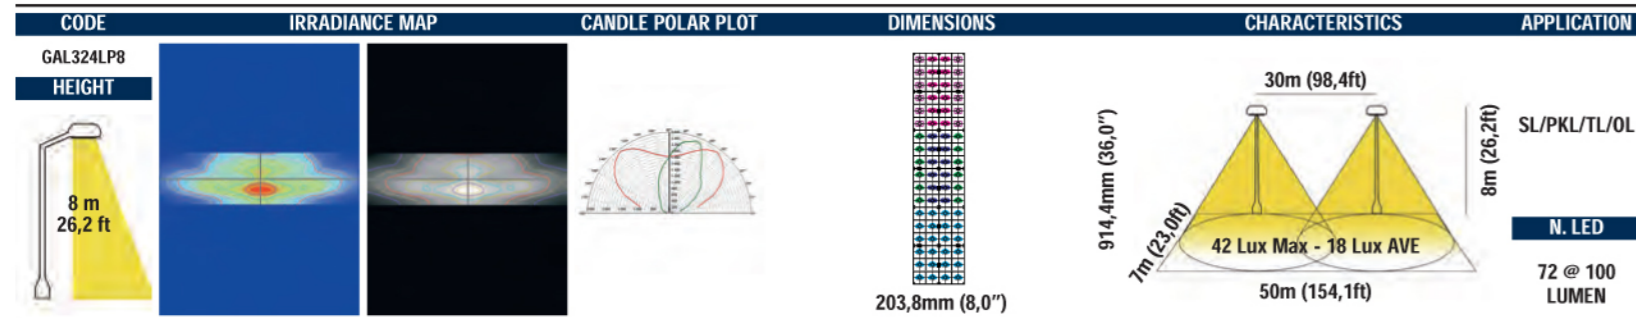 CODE
IRRADIANCE MAP
CANDLE POLAR PLOT
DIMENSIONS
CHARACTERISTICS
APPLICATION
GAL324LP8
HEIGHT
8 m
26,2 ft
914,4mm (36,0”)
203,8mm (8,0”)
30m (98,4ft)
8m (26,2ft)
7m (23,0ft)
42 Lux Max - 18 Lux AVE
50m (154,1ft)
SL/PKL/TL/OL
N. LED
72 @ 100
LUMEN